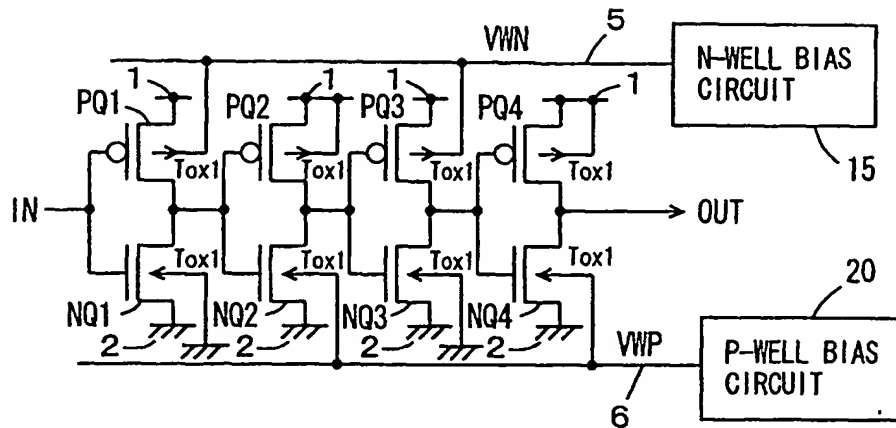 VWN
5
N-WELL BIAS
CIRCUIT
15
1
1
1
1
PQ1
PQ2
PQ3
PQ4
Tox1
Tox1
Tox1
Tox1
IN
OUT
Tox1
Tox1
Tox1
Tox1
NQ1
NQ2
NQ3
NQ4
2
2
2
2
VWP
6
20
P-WELL BIAS
CIRCUIT